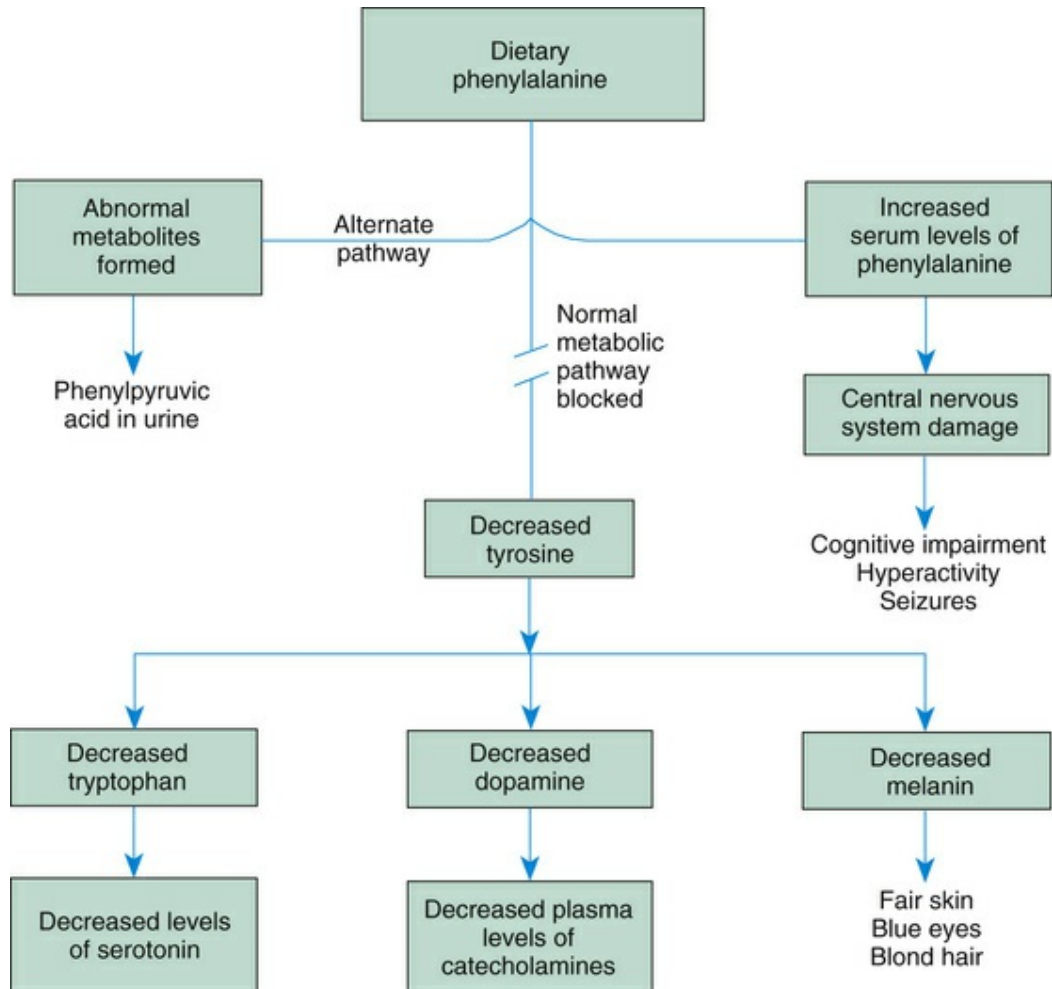 Dietary
phenylalanine
Abnormal
metabolites
formed
Alternate
pathway
Increased
serum levels of
phenylalanine
Normal
metabolic
pathway
blocked
Phenylpyruvic
acid in urine
Central nervous
system damage
Decreased
tyrosine
Cognitive impairment
Hyperactivity
Seizures
Decreased
tryptophan
Decreased
dopamine
Decreased
melanin
Decreased levels
of serotonin
Decreased plasma
levels of
catecholamines
Fair skin
Blue eyes
Blond hair